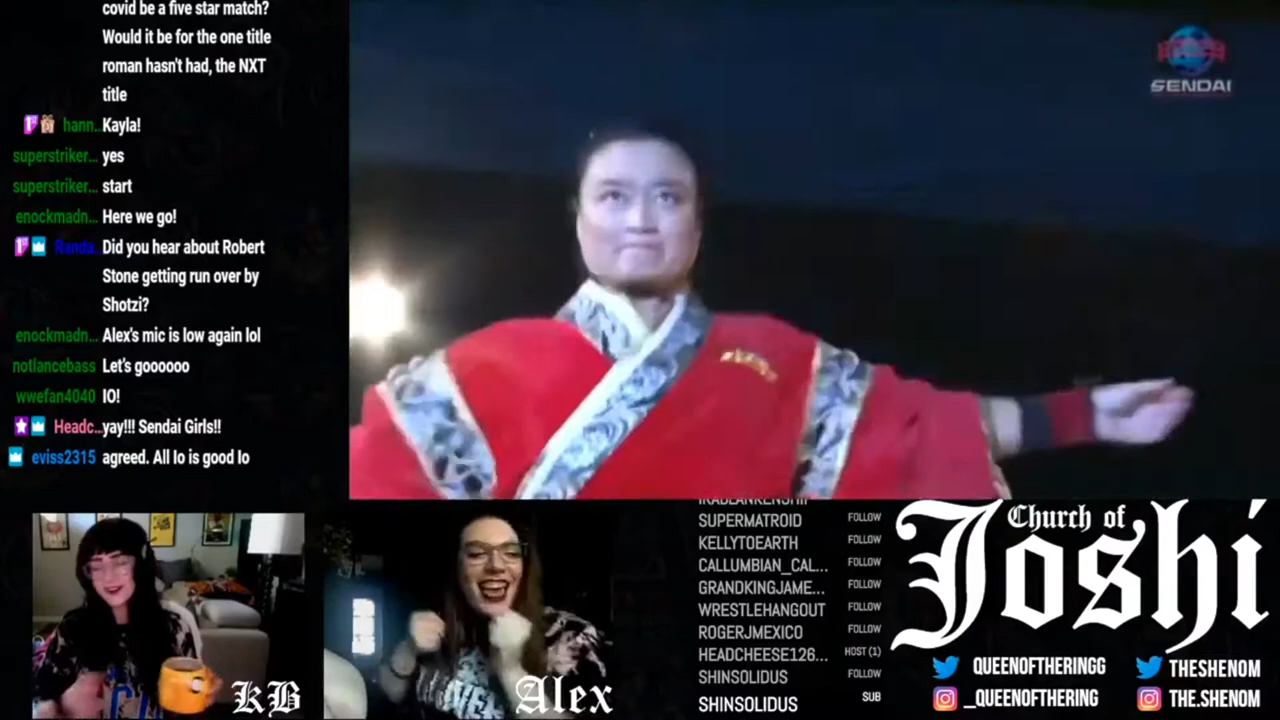 covid be a five star match?
Would it be for the one title
roman hasn't had, the NXT
title
hann... Kayla!
superstriker... yes
superstriker... start
enockmadn... Here we go!
Randa... Did you hear about Robert
Stone getting run over by
Shotzi?
enockmadn... Alex's mic is low again lol
notlancebass Let's goooooo
wwefan4040 IO!
Headc... yay!!! Sendai Girls!!
eviss2315 agreed. All Io is good Io
SENDAI
kB
Alex
SUPERMATROID FOLLOW
KELLYTOEARTH FOLLOW
CALLUMBIAN_CAL... FOLLOW
GRANDKINGJAME... FOLLOW
WRESTLEHANGOUT FOLLOW
ROGERJMEXICO FOLLOW
HEADCHEESE126... HOST (1)
SHINSOLIDUS FOLLOW
SHINSOLIDUS SUB
Church of
Joshi
QUEENOFTHERINGG
THESHENOM
_QUEENOFTHERING
THE.SHENOM